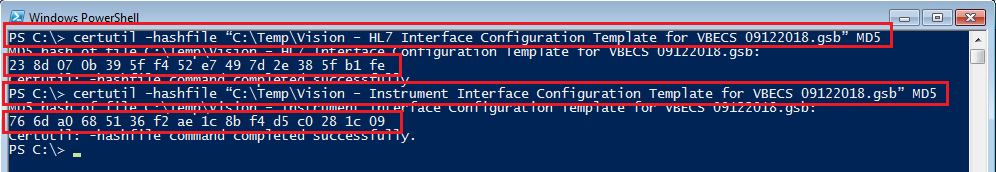 Windows PowerShell
PS C:\> certutil -hashfile “C:\Temp\Vision - HL7 Interface Configuration Template for VBECS 09122018.gsb” MD5
MD5 hash of file C:\Temp\Vision - HL7 Interface Configuration Template for VBECS 09122018.gsb:
23 8d 07 0b 39 5f f4 52 e7 49 7d 2e 38 5f b1 fe
CertUtil: -hashfile command completed successfully.
PS C:\> certutil -hashfile “C:\Temp\Vision - Instrument Interface Configuration Template for VBECS 09122018.gsb” MD5
MD5 hash of file C:\Temp\Vision - Instrument Interface Configuration Template for VBECS 09122018.gsb:
76 6d a0 68 51 36 f2 ae 1c 8b f4 d5 c0 28 1c 09
CertUtil: -hashfile command completed successfully.
PS C:\>